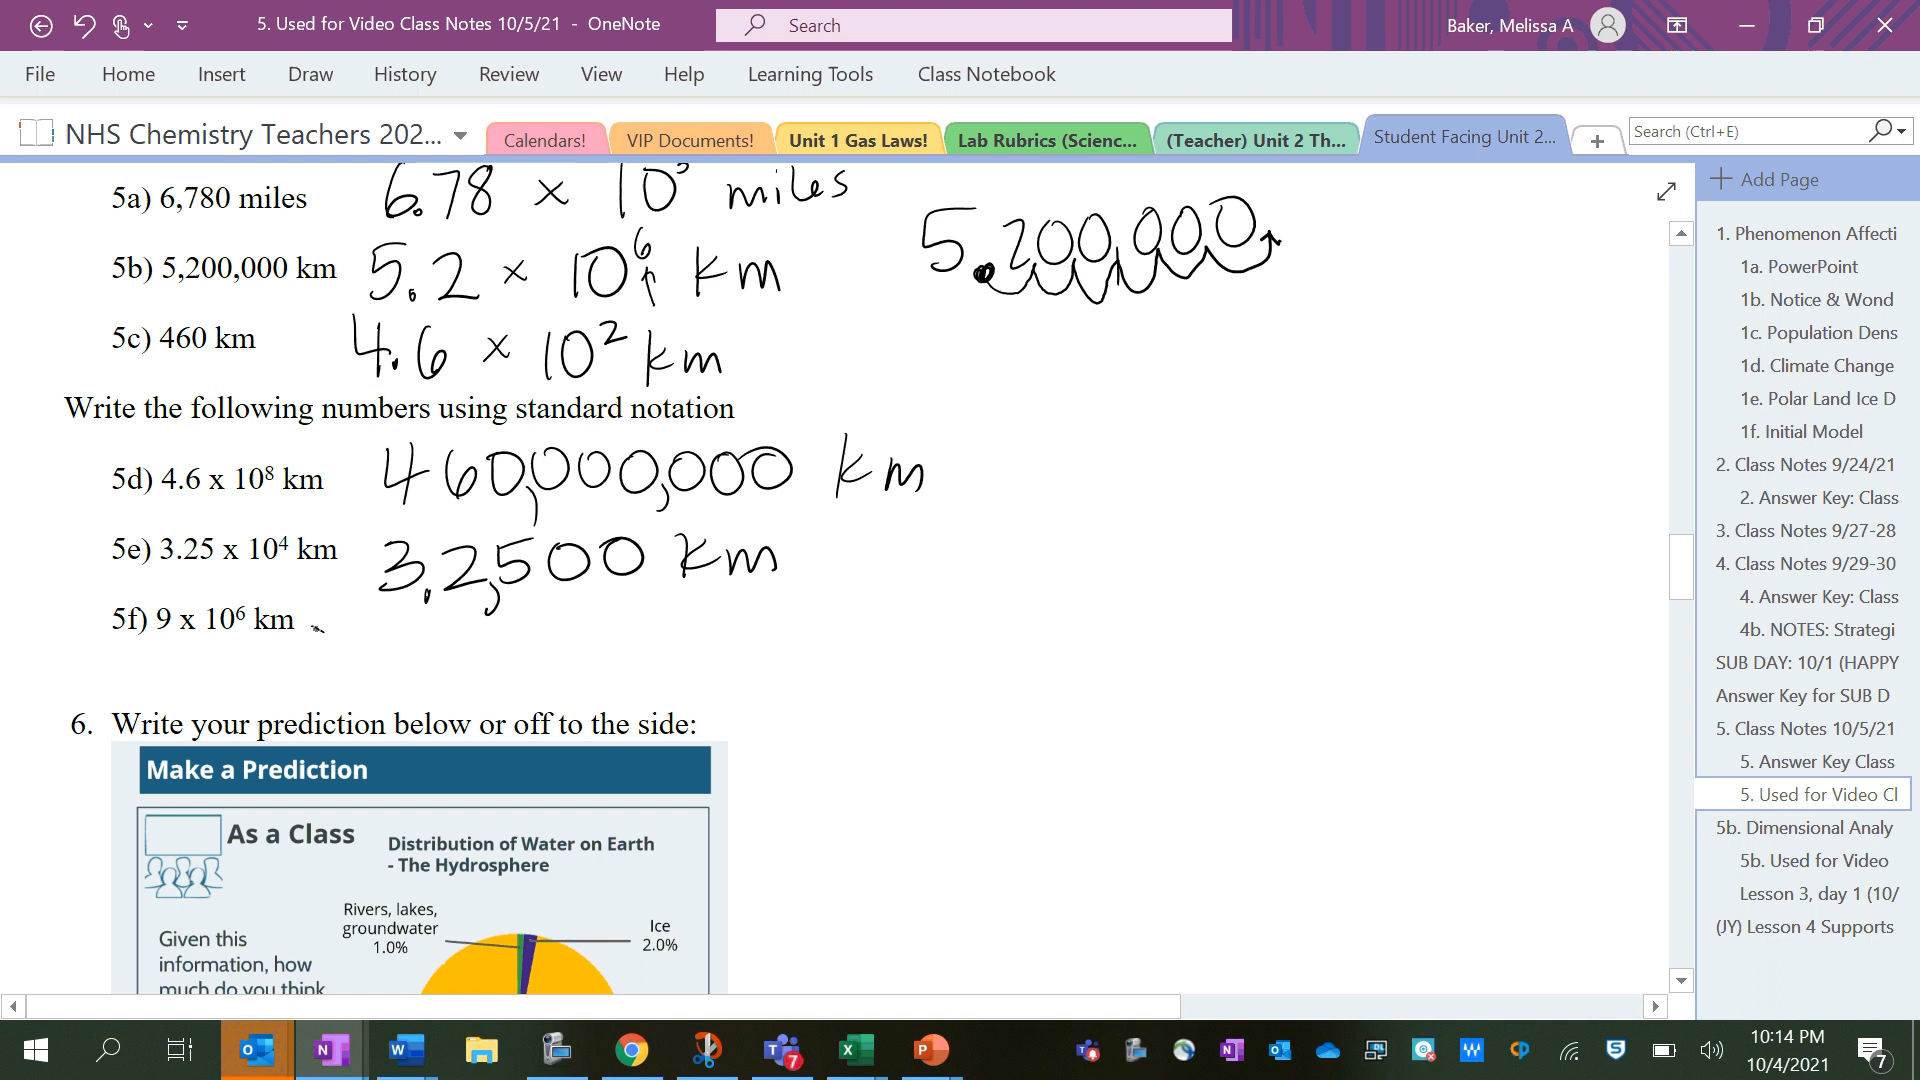 5. Used for Video Class Notes 10/5/21 - OneNote
Search
Baker, Melissa A
File Home Insert Draw History Review View Help Learning Tools Class Notebook
NHS Chemistry Teachers 202...
Calendars!
VIP Documents!
Unit 1 Gas Laws!
Lab Rubrics (Scienc...
(Teacher) Unit 2 Th...
Student Facing Unit 2...
Search (Ctrl+E)
5a) 6,780 miles 6.78 x 10³ miles
5b) 5,200,000 km 5.2 x 10⁶ km
5.200,000
5c) 460 km 4.6 x 10² km
Write the following numbers using standard notation
5d) 4.6 x 10⁸ km 460,000,000 km
5e) 3.25 x 10⁴ km 3.2,500 km
5f) 9 x 10⁶ km
6. Write your prediction below or off to the side:
Make a Prediction
As a Class
Distribution of Water on Earth
- The Hydrosphere
Rivers, lakes,
groundwater
1.0%
Ice
2.0%
Given this
information, how
much do you think
Add Page
1. Phenomenon Affecti
1a. PowerPoint
1b. Notice & Wond
1c. Population Dens
1d. Climate Change
1e. Polar Land Ice D
1f. Initial Model
2. Class Notes 9/24/21
2. Answer Key: Class
3. Class Notes 9/27-28
4. Class Notes 9/29-30
4. Answer Key: Class
4b. NOTES: Strategi
SUB DAY: 10/1 (HAPPY
Answer Key for SUB D
5. Class Notes 10/5/21
5. Answer Key Class
5. Used for Video Cl
5b. Dimensional Analy
5b. Used for Video
Lesson 3, day 1 (10/
(JY) Lesson 4 Supports
10:14 PM
10/4/2021
7
7